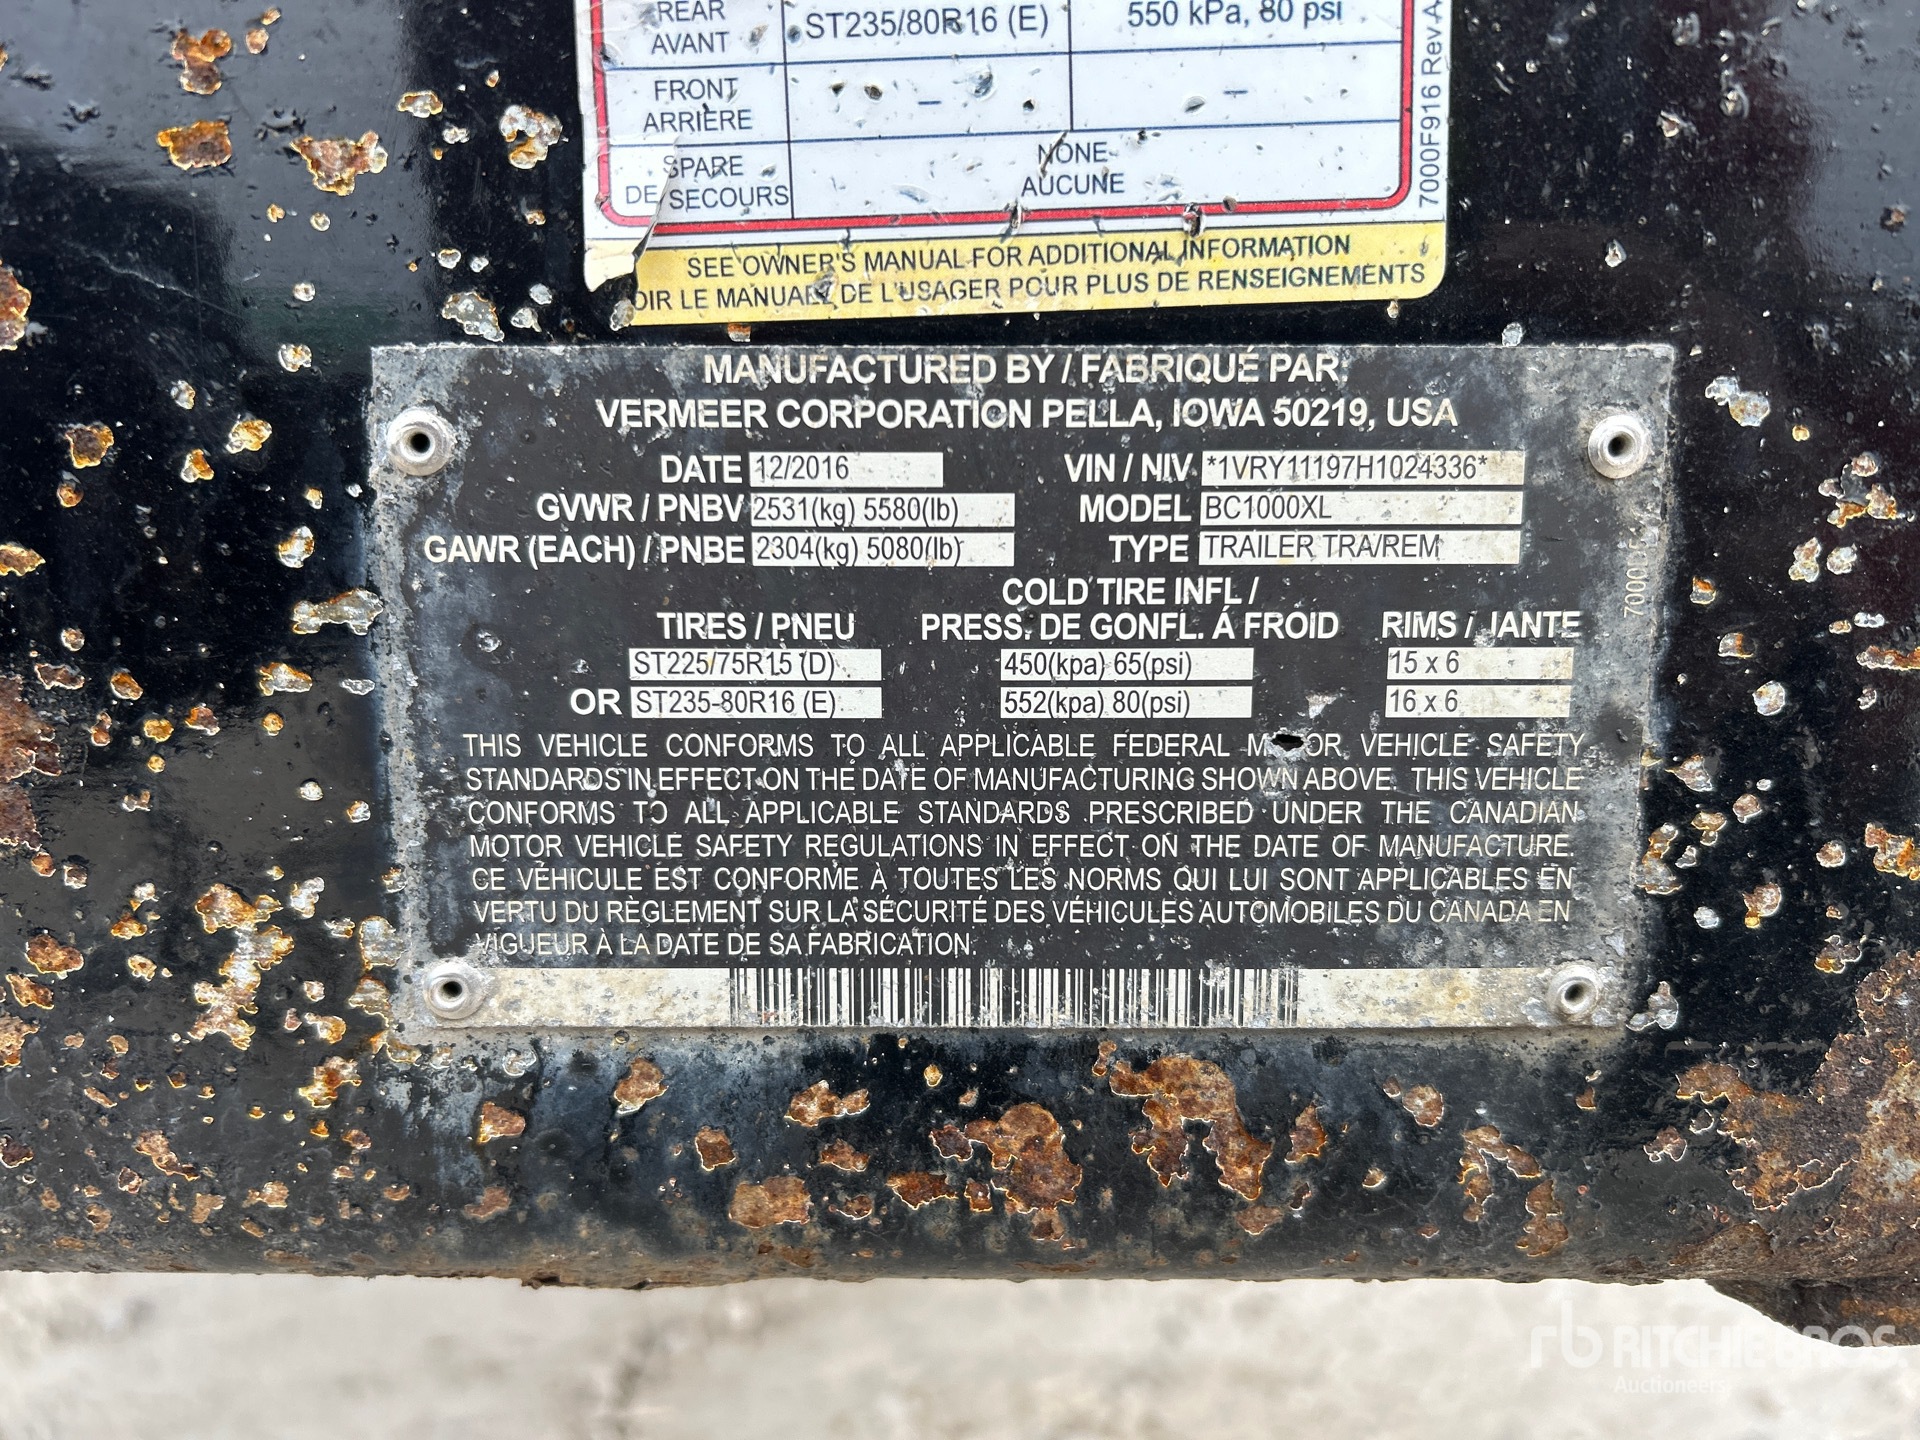 REAR ST235/80R16 (E) 550 kPa, 80 psi
AVANT
FRONT – –
ARRIÈRE
SPARE NONE
DE SECOURS AUCUNE
7000F916 Rev.A
SEE OWNER'S MANUAL FOR ADDITIONAL INFORMATION
OIR LE MANUAL DE L'USAGER POUR PLUS DE RENSEIGNEMENTS
MANUFACTURED BY / FABRIQUÉ PAR:
VERMEER CORPORATION PELLA, IOWA 50219, USA
DATE 12/2016 VIN / NIV *1VRY11197H1024336*
GVWR / PNBV 2531(kg) 5580(lb) MODEL BC1000XL
GAWR (EACH) / PNBE 2304(kg) 5080(lb) TYPE TRAILER TRA/REM
COLD TIRE INFL /
TIRES / PNEU PRESS. DE GONFL. Á FROID RIMS / JANTE
ST225/75R15 (D) 450(kpa) 65(psi) 15 x 6
OR ST235-80R16 (E) 552(kpa) 80(psi) 16 x 6
THIS VEHICLE CONFORMS TO ALL APPLICABLE FEDERAL MOTOR VEHICLE SAFETY
STANDARDS IN EFFECT ON THE DATE OF MANUFACTURING SHOWN ABOVE. THIS VEHICLE
CONFORMS TO ALL APPLICABLE STANDARDS PRESCRIBED UNDER THE CANADIAN
MOTOR VEHICLE SAFETY REGULATIONS IN EFFECT ON THE DATE OF MANUFACTURE.
CE VÉHICULE EST CONFORME À TOUTES LES NORMS QUI LUI SONT APPLICABLES EN
VERTU DU RÈGLEMENT SUR LA SÉCURITÉ DES VÉHICULES AUTOMOBILES DU CANADA EN
VIGUEUR À LA DATE DE SA FABRICATION.
rb RITCHIE BROS.
Auctioneers